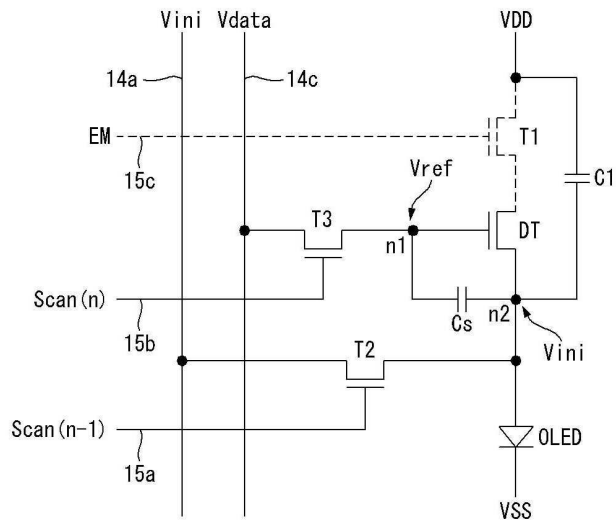 Vini Vdata VDD
14a 14c
EM T1
15c Vref C1
T3 DT
n1
Scan(n) Cs n2
15b T2 Vini
Scan(n-1) OLED
15a
VSS